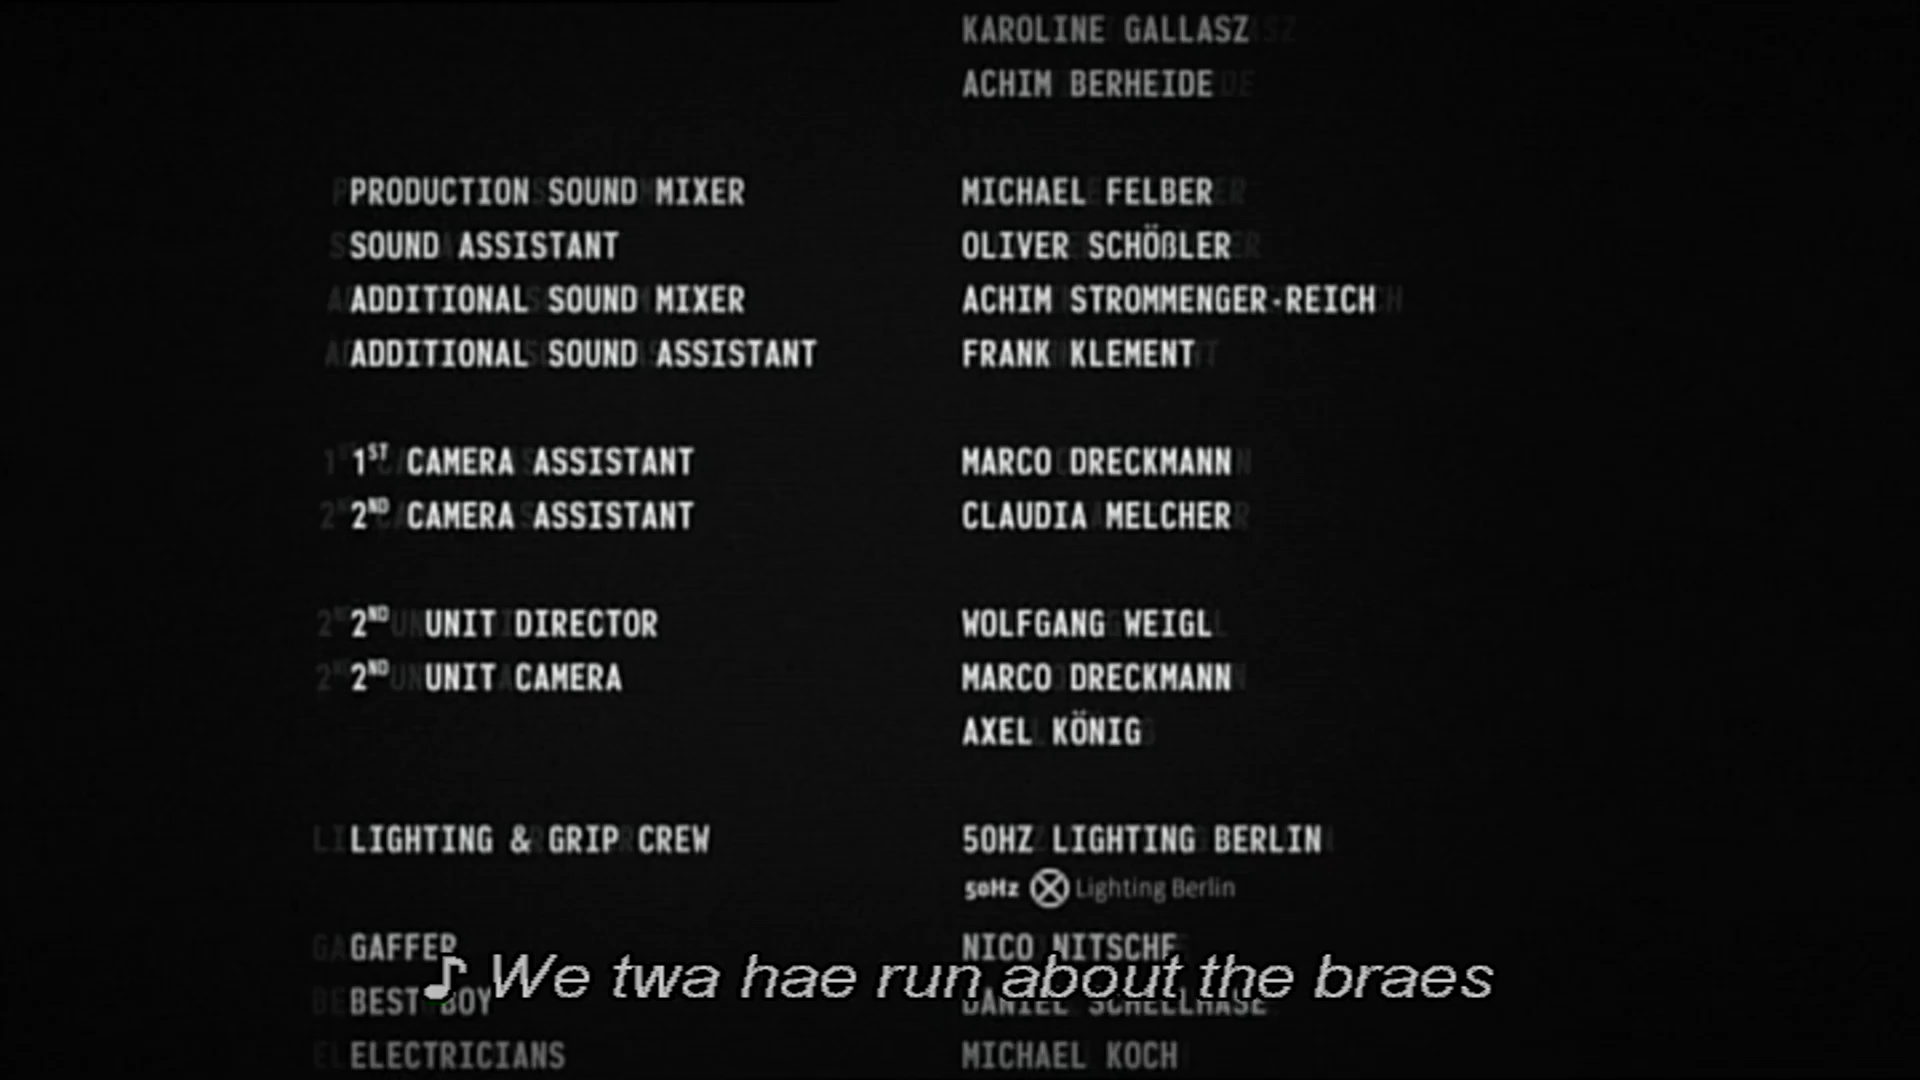 KAROLINE GALLASZ
ACHIM BERHEIDE
PRODUCTION SOUND MIXER MICHAEL FELBER
SOUND ASSISTANT OLIVER SCHÖßLER
ADDITIONAL SOUND MIXER ACHIM STROMMENGER-REICH
ADDITIONAL SOUND ASSISTANT FRANK KLEMENT
1ST CAMERA ASSISTANT MARCO DRECKMANN
2ND CAMERA ASSISTANT CLAUDIA MELCHER
2ND UNIT DIRECTOR WOLFGANG WEIGL
2ND UNIT CAMERA MARCO DRECKMANN
AXEL KÖNIG
LIGHTING & GRIP CREW 50HZ LIGHTING BERLIN
50Hz Lighting Berlin
GAFFER NICO NITSCHE
♪ We twa hae run about the braes
BEST BOY DANIEL SCHELLHASE
ELECTRICIANS MICHAEL KOCH